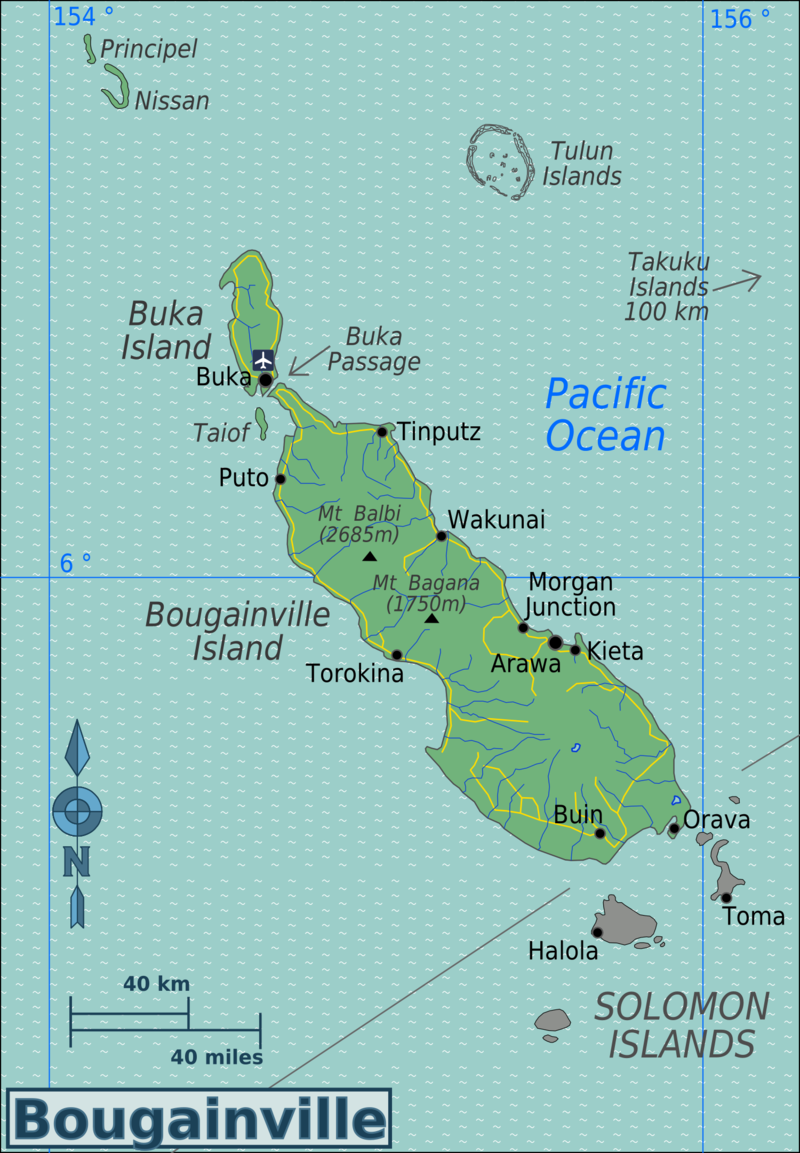 154 °
156 °
Principel
Nissan
Tulun
Islands
Takuku
Islands
100 km
Buka
Island
Buka
Passage
Buka
Pacific
Ocean
Taiof
Tinputz
Puto
Mt Balbi
(2685m)
Wakunai
6 °
Mt Bagana
(1750m)
Morgan
Junction
Bougainville
Island
Arawa
Kieta
Torokina
Buin
Orava
N
Toma
Halola
40 km
40 miles
SOLOMON
ISLANDS
Bougainville